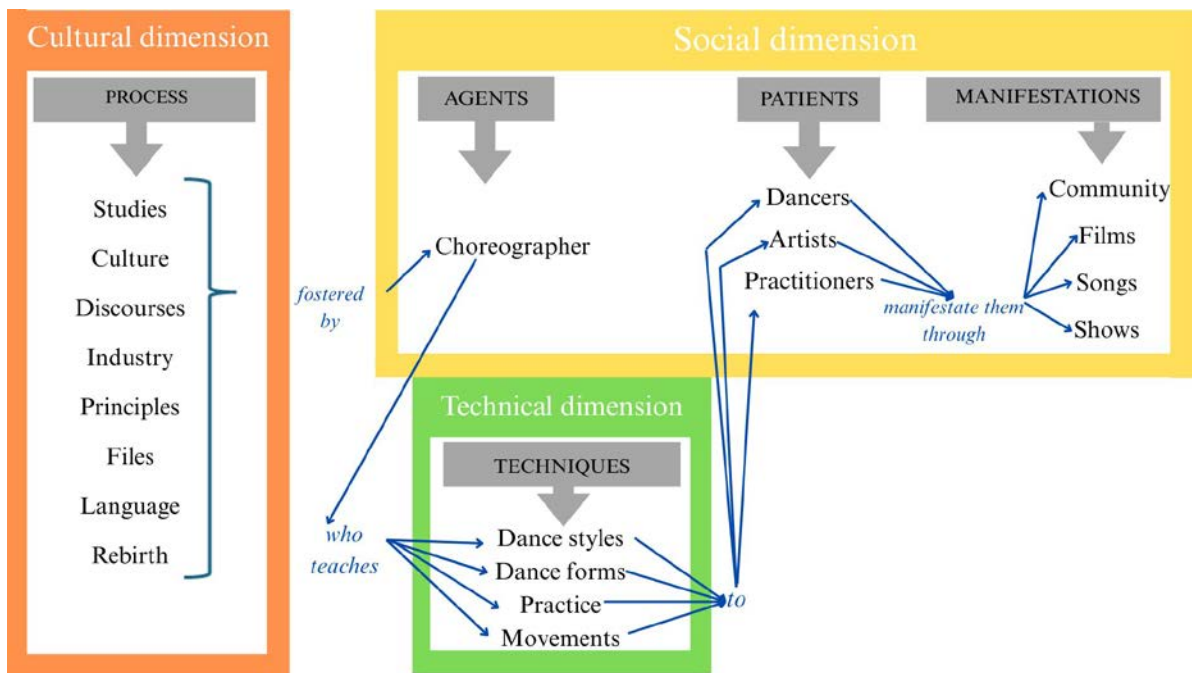 Cultural dimension
PROCESS
Studies
Culture
Discourses
Industry
Principles
Files
Language
Rebirth
fostered
by
Social dimension
AGENTS
Choreographer
PATIENTS
Dancers
Artists
Practitioners
manifestate them
through
MANIFESTATIONS
Community
Films
Songs
Shows
who
teaches
Technical dimension
TECHNIQUES
Dance styles
Dance forms
Practice
Movements
to